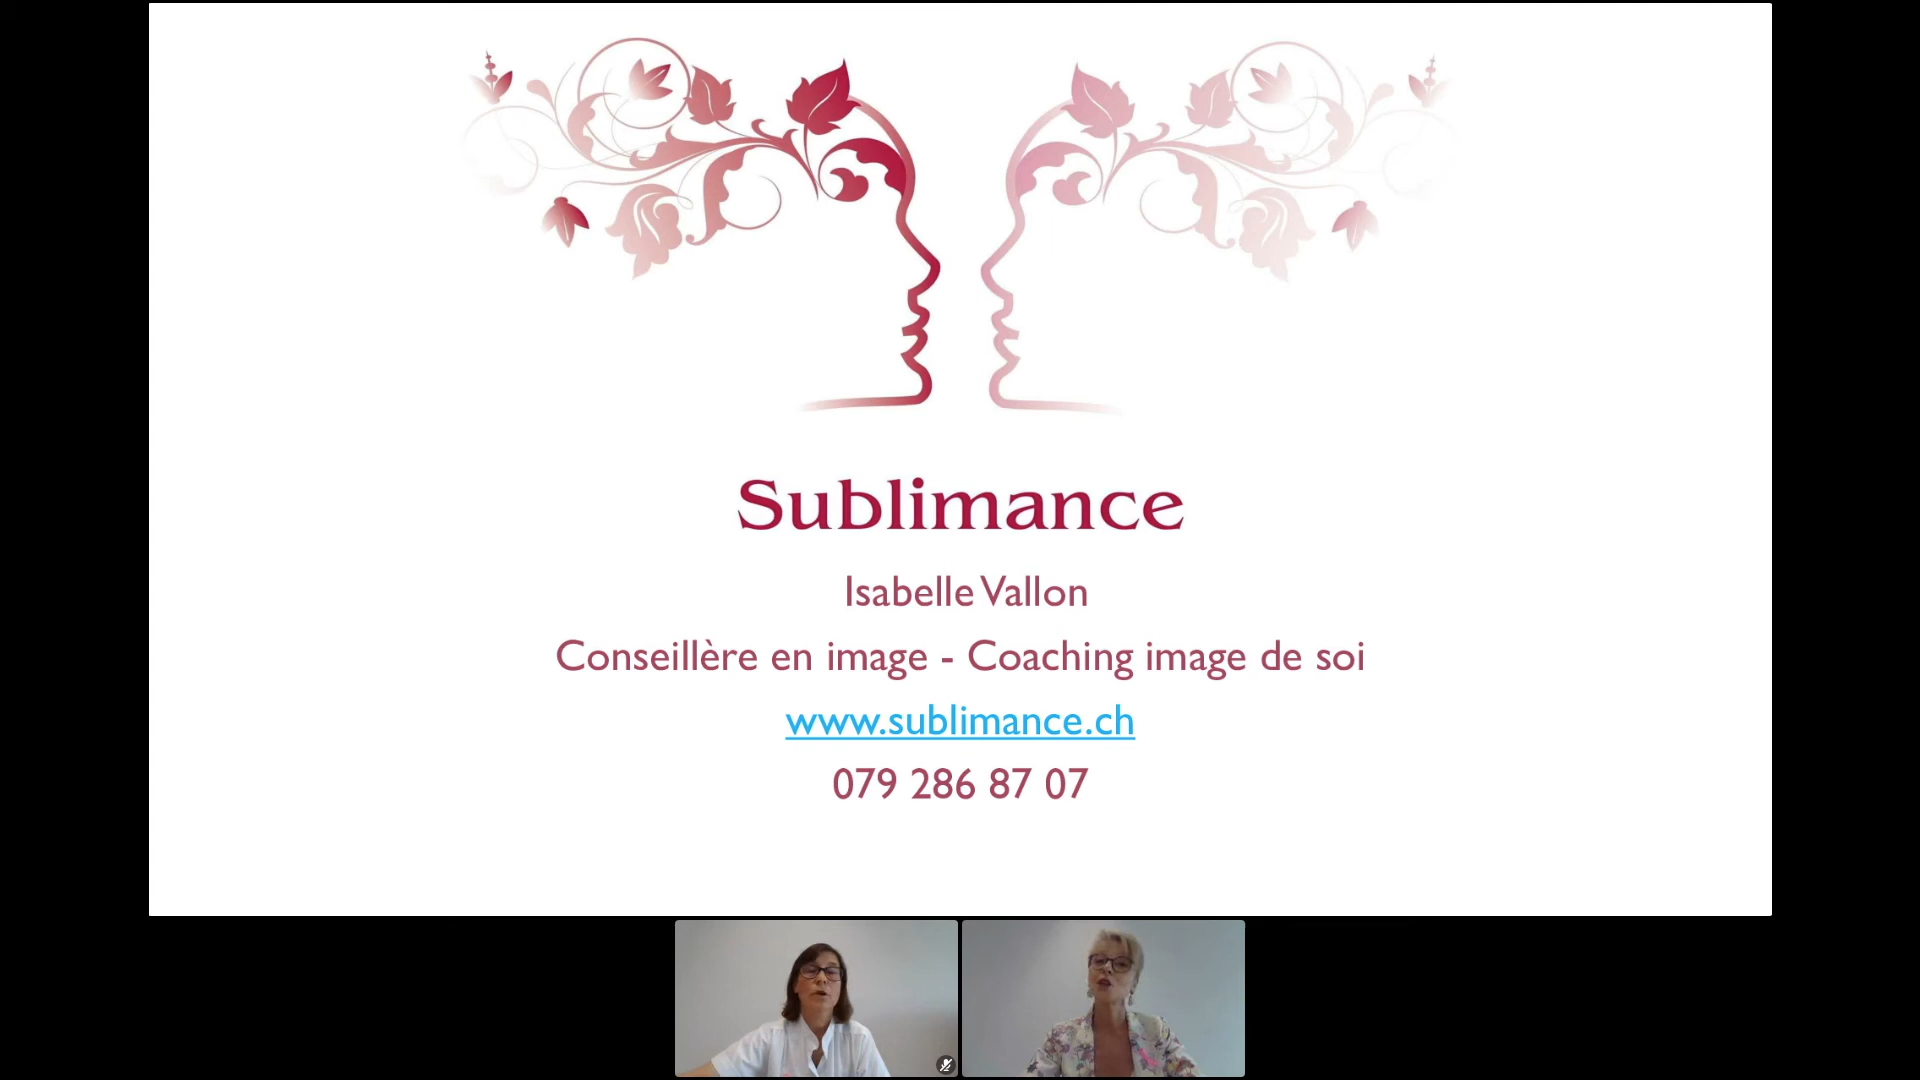 Sublimance
Isabelle Vallon
Conseillère en image - Coaching image de soi
www.sublimance.ch
079 286 87 07